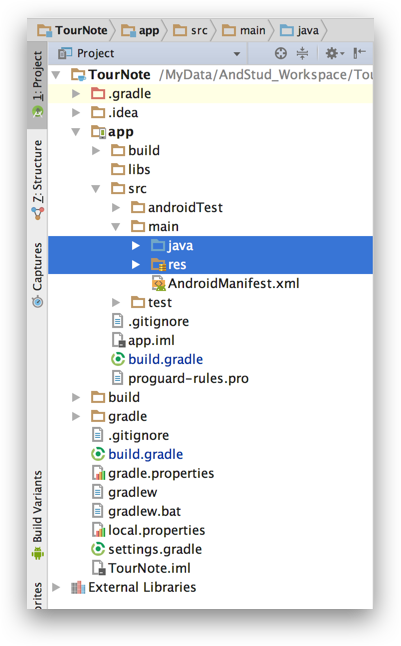 TourNote app src main java
Project
TourNote /MyData/AndStud_Workspace/Tou
.gradle
.idea
app
build
libs
src
androidTest
main
java
res
AndroidManifest.xml
test
.gitignore
app.iml
build.gradle
proguard-rules.pro
build
gradle
.gitignore
build.gradle
gradle.properties
gradlew
gradlew.bat
local.properties
settings.gradle
TourNote.iml
External Libraries
1: Project
Z: Structure
Captures
Build Variants
orites